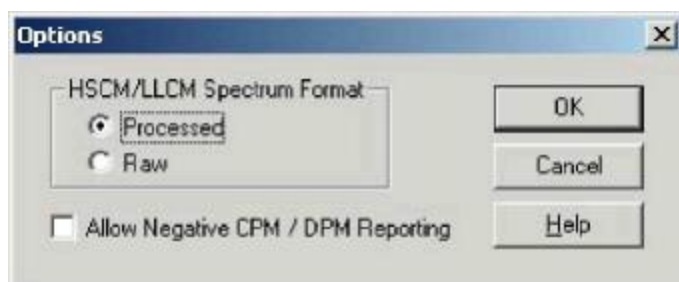 Options
HSCM/LLCM Spectrum Format
Processed
Raw
Allow Negative CPM / DPM Reporting
OK
Cancel
Help